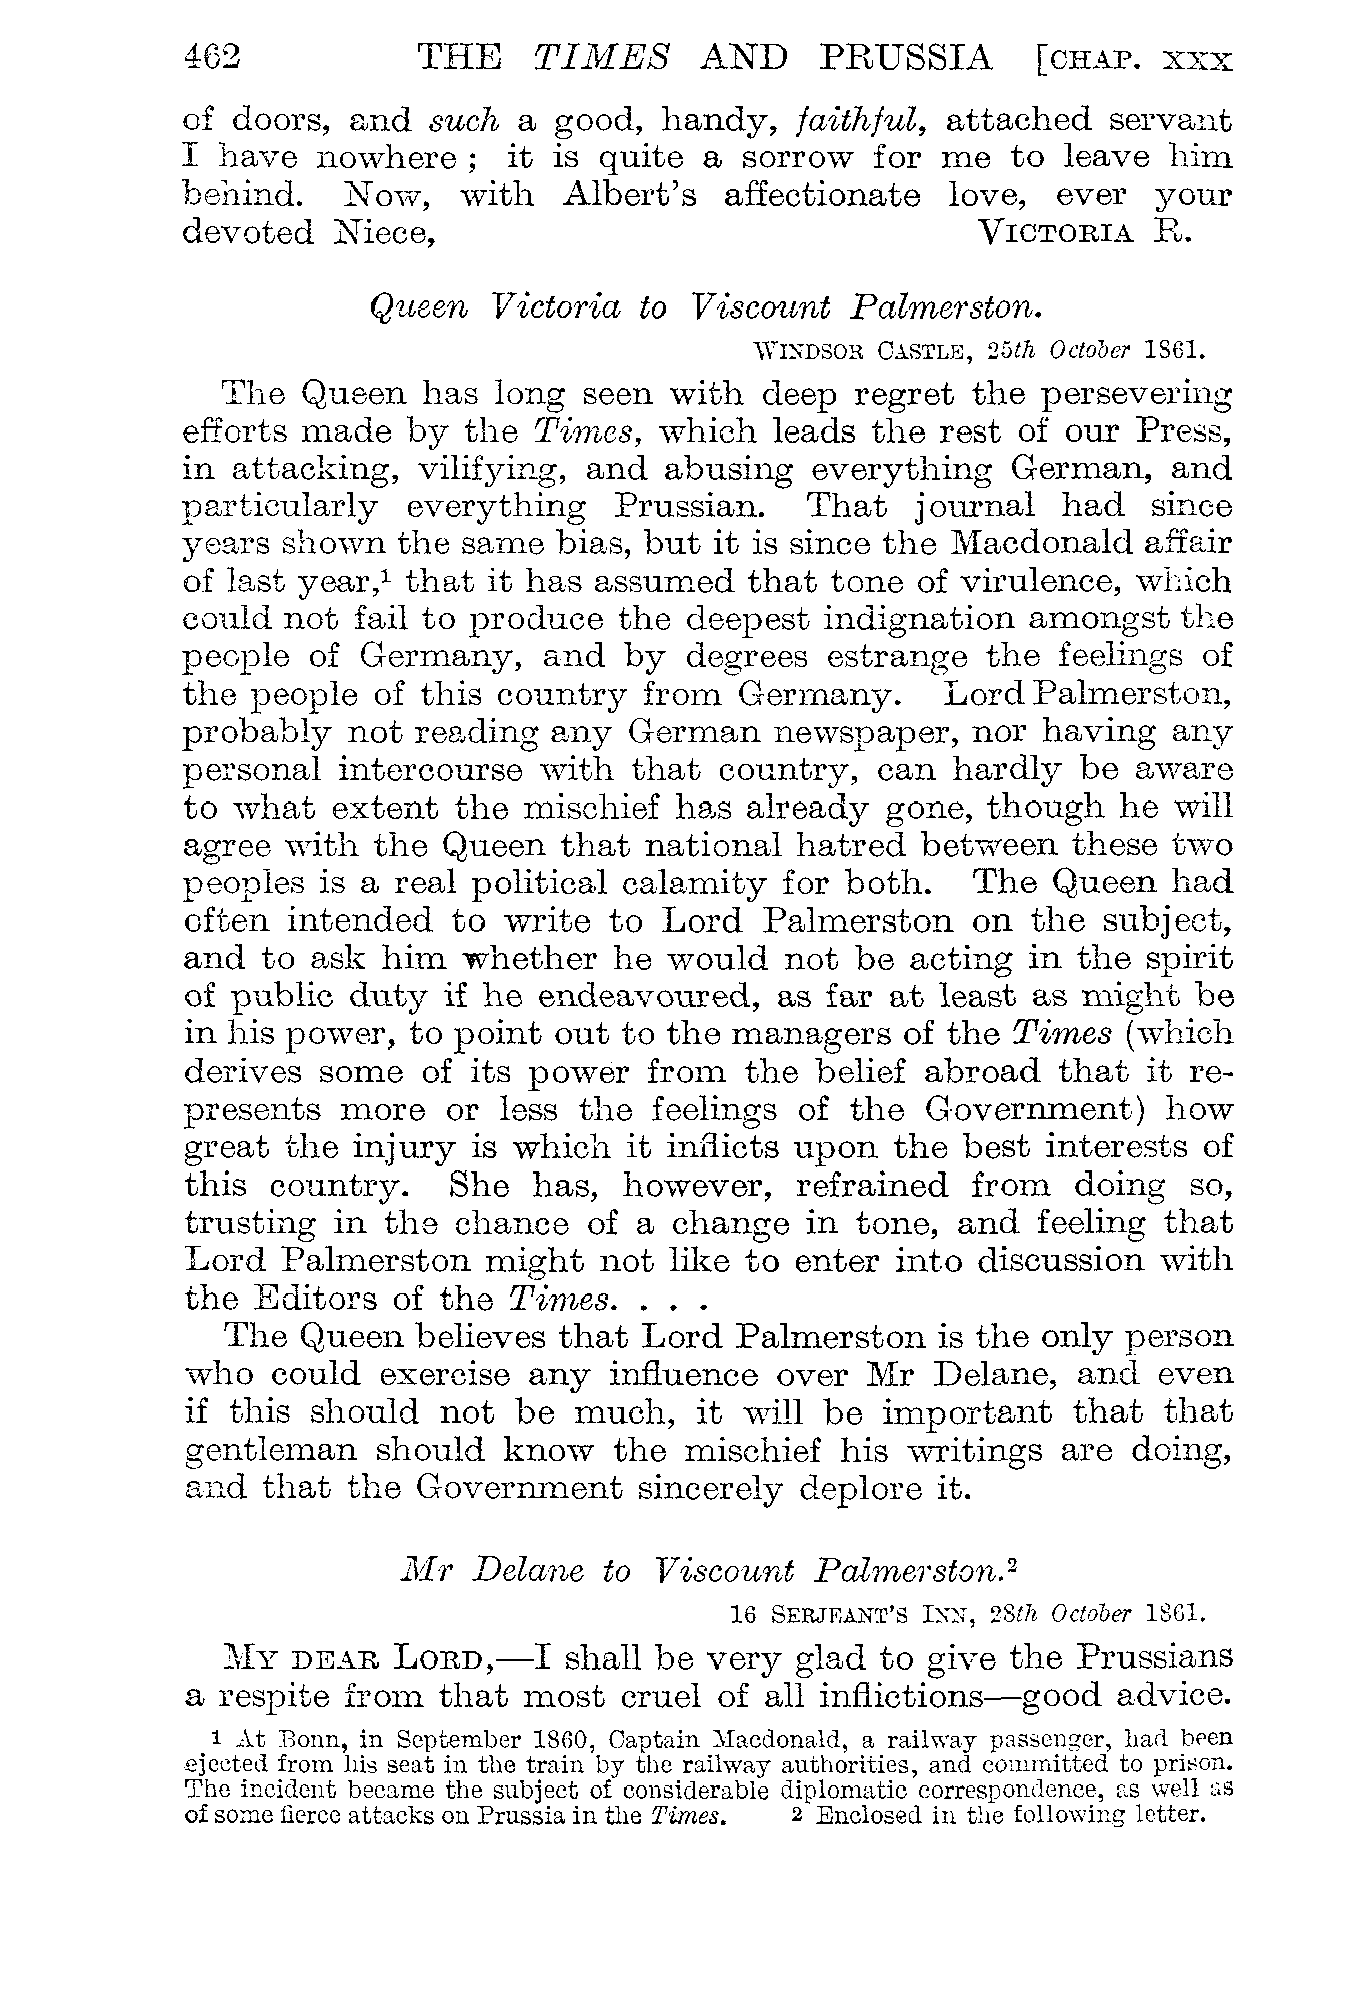 462 THE TIMES AND PRUSSIA [CHAP. XXX
of doors, and such a good, handy, faithful, attached servant
I have nowhere ; it is quite a sorrow for me to leave him
behind. Now, with Albert's affectionate love, ever your
devoted Niece, VICTORIA R.
Queen Victoria to Viscount Palmerston.
WINDSOR CASTLE, 25th October 1861.
The Queen has long seen with deep regret the persevering
efforts made by the Times, which leads the rest of our Press,
in attacking, vilifying, and abusing everything German, and
particularly everything Prussian. That journal had since
years shown the same bias, but it is since the Macdonald affair
of last year,¹ that it has assumed that tone of virulence, which
could not fail to produce the deepest indignation amongst the
people of Germany, and by degrees estrange the feelings of
the people of this country from Germany. Lord Palmerston,
probably not reading any German newspaper, nor having any
personal intercourse with that country, can hardly be aware
to what extent the mischief has already gone, though he will
agree with the Queen that national hatred between these two
peoples is a real political calamity for both. The Queen had
often intended to write to Lord Palmerston on the subject,
and to ask him whether he would not be acting in the spirit
of public duty if he endeavoured, as far at least as might be
in his power, to point out to the managers of the Times (which
derives some of its power from the belief abroad that it re-
presents more or less the feelings of the Government) how
great the injury is which it inflicts upon the best interests of
this country. She has, however, refrained from doing so,
trusting in the chance of a change in tone, and feeling that
Lord Palmerston might not like to enter into discussion with
the Editors of the Times. . . .
The Queen believes that Lord Palmerston is the only person
who could exercise any influence over Mr Delane, and even
if this should not be much, it will be important that that
gentleman should know the mischief his writings are doing,
and that the Government sincerely deplore it.
Mr Delane to Viscount Palmerston.²
16 SERJEANT'S INN, 28th October 1861.
MY DEAR LORD,—I shall be very glad to give the Prussians
a respite from that most cruel of all inflictions—good advice.
1 At Bonn, in September 1860, Captain Macdonald, a railway passenger, had been
ejected from his seat in the train by the railway authorities, and committed to prison.
The incident became the subject of considerable diplomatic correspondence, as well as
of some fierce attacks on Prussia in the Times. 2 Enclosed in the following letter.